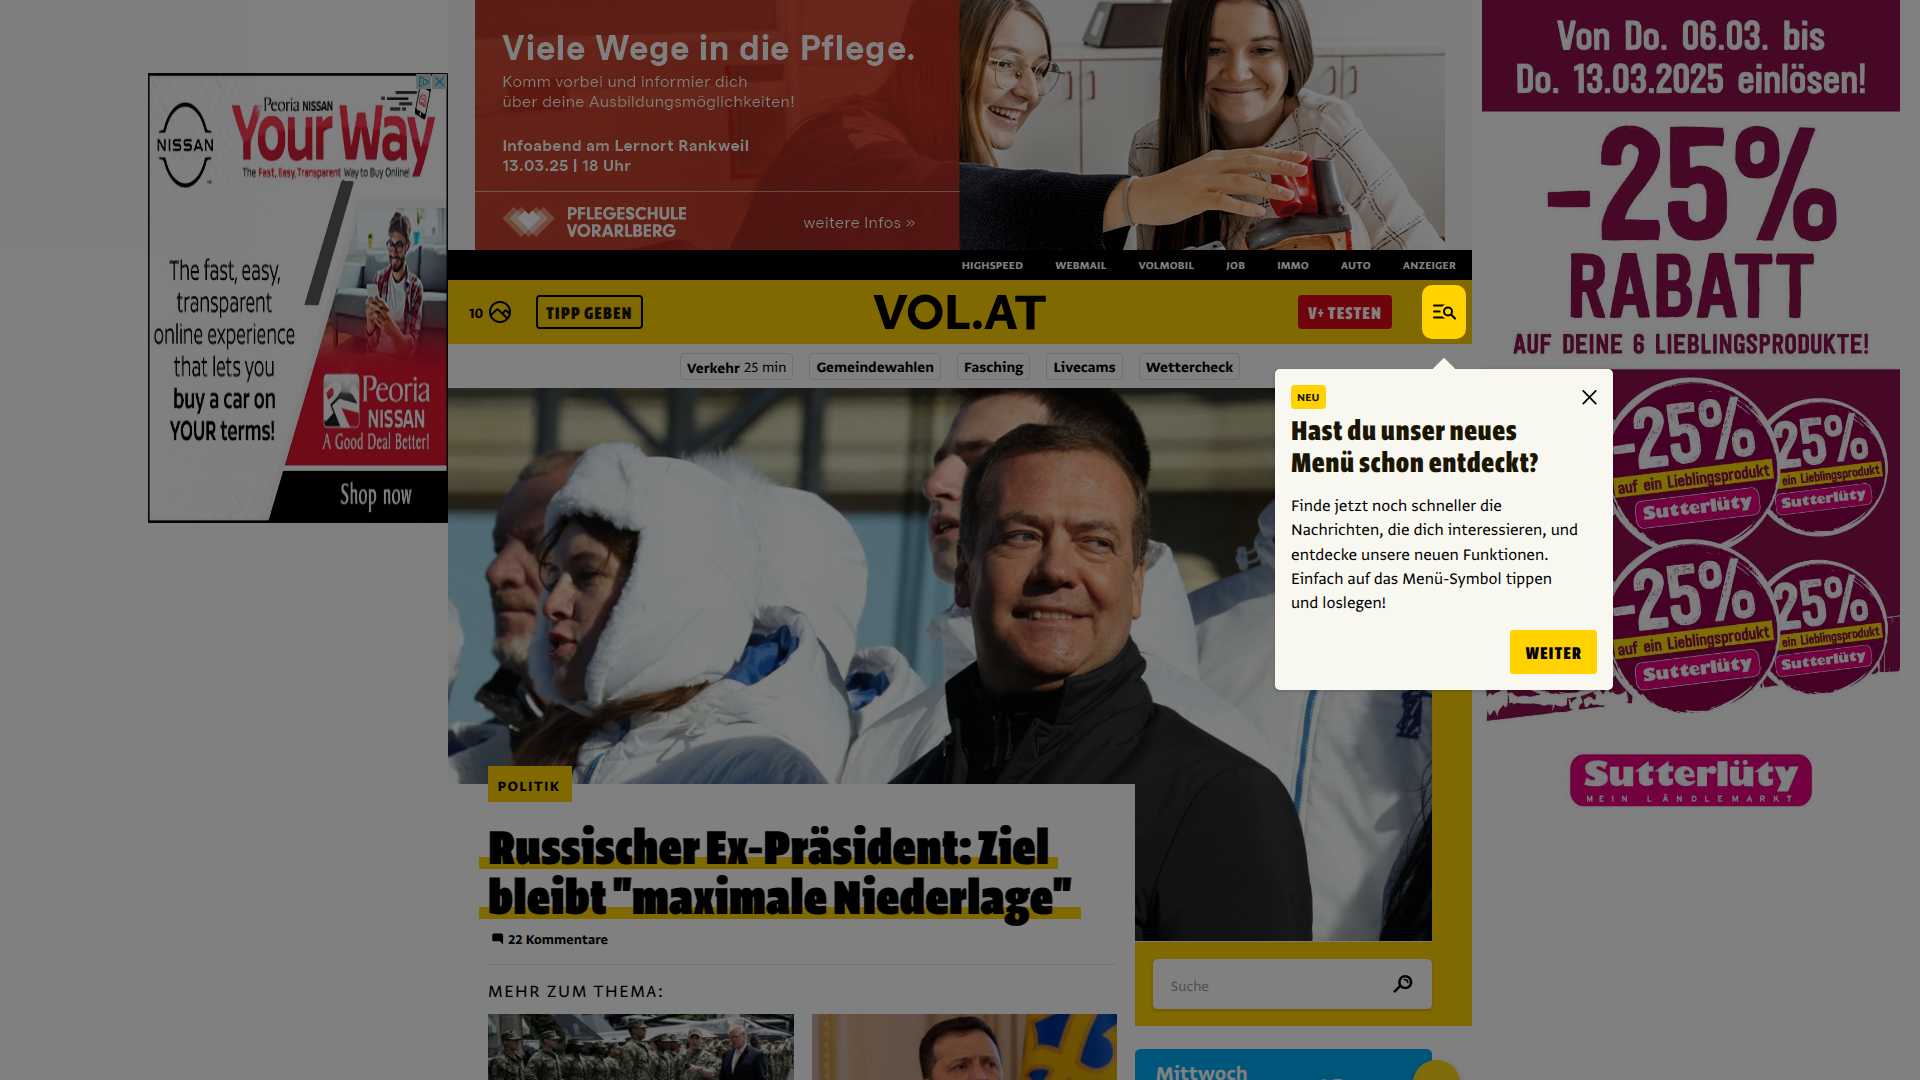 Viele Wege in die Pflege.
Komm vorbei und informier dich
über deine Ausbildungsmöglichkeiten!
Infoabend am Lernort Rankweil
13.03.25 | 18 Uhr
PFLEGESCHULE
VORARLBERG
weitere Infos »
Von Do. 06.03. bis
Do. 13.03.2025 einlösen!
-25%
RABATT
AUF DEINE 6 LIEBLINGSPRODUKTE!
-25%
auf ein Lieblingsprodukt
Sutterlüty
25%
ein Lieblingsprodukt
Sutterlüty
-25%
auf ein Lieblingsprodukt
Sutterlüty
25%
ein Lieblingsprodukt
Sutterlüty
Sutterlüty
MEIN LÄNDLEMARKT
NISSAN
Peoria NISSAN
Your Way
The Fast, Easy, Transparent Way to Buy Online!
The fast, easy,
transparent
online experience
that lets you
buy a car on
YOUR terms!
Peoria
NISSAN
A Good Deal Better!
Shop now
HIGHSPEED WEBMAIL VOLMOBIL JOB IMMO AUTO ANZEIGER
10 TIPP GEBEN VOL.AT V+ TESTEN
Verkehr 25 min Gemeindewahlen Fasching Livecams Wettercheck
NEU
Hast du unser neues
Menü schon entdeckt?
Finde jetzt noch schneller die
Nachrichten, die dich interessieren, und
entdecke unsere neuen Funktionen.
Einfach auf das Menü-Symbol tippen
und loslegen!
WEITER
POLITIK
Russischer Ex-Präsident: Ziel
bleibt "maximale Niederlage"
22 Kommentare
MEHR ZUM THEMA:
Suche
Mittwoch